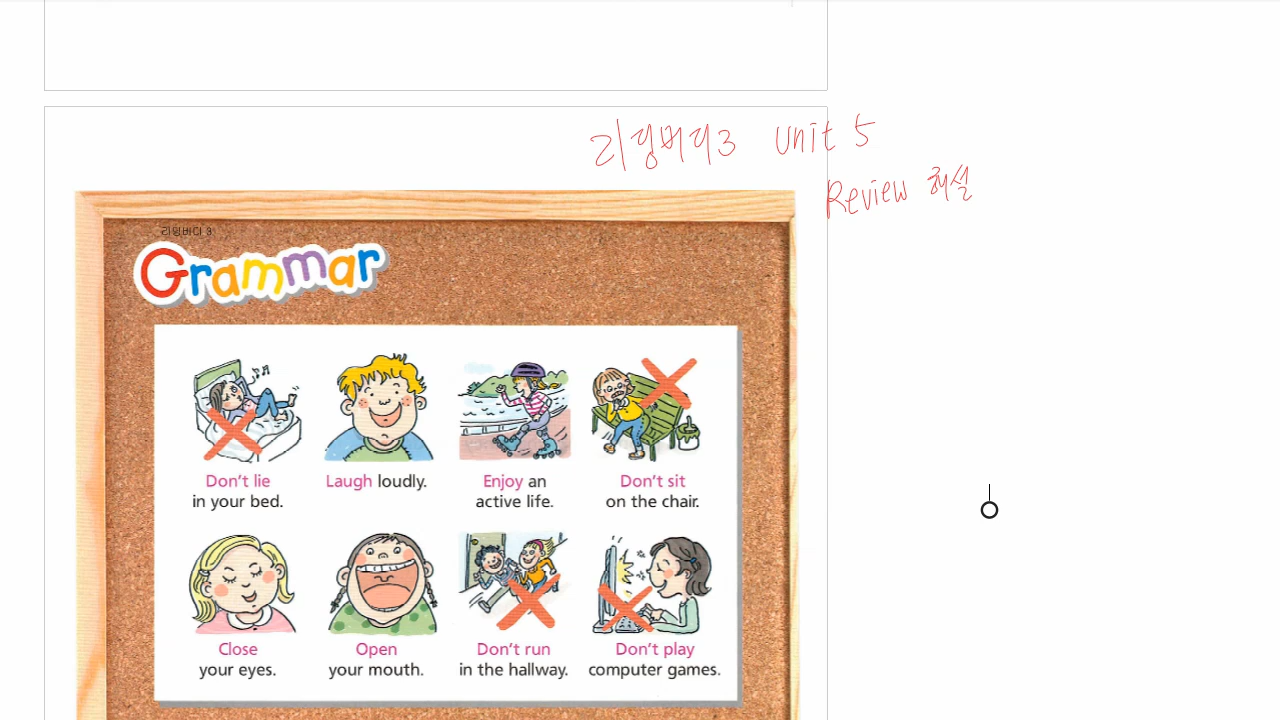 리딩버디3 Unit 5
Review 해설
리딩버디 3
Grammar
Don't lie
in your bed.
Laugh loudly.
Enjoy an
active life.
Don't sit
on the chair.
Close
your eyes.
Open
your mouth.
Don't run
in the hallway.
Don't play
computer games.